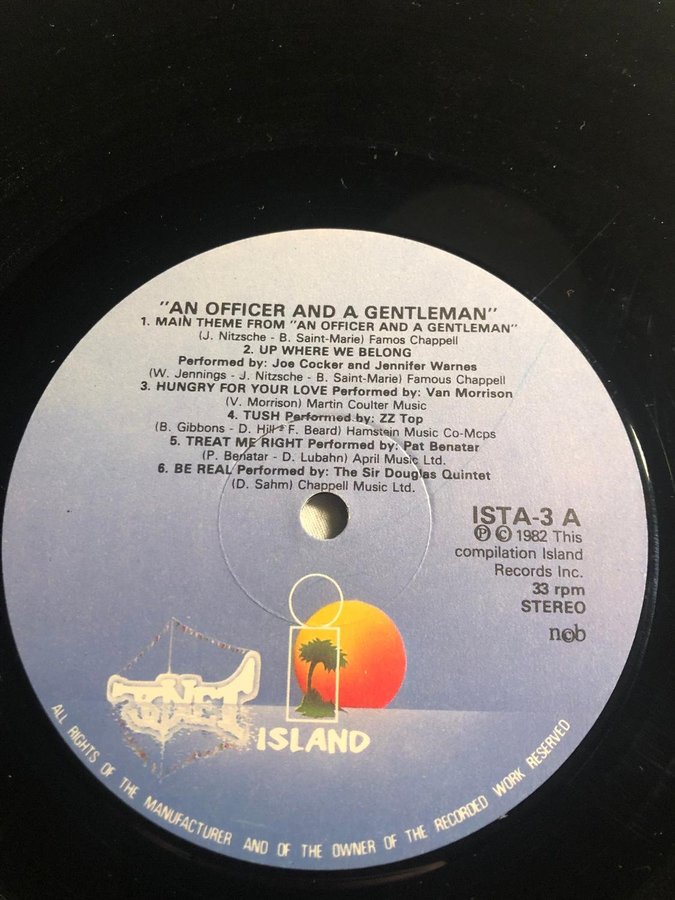 "AN OFFICER AND A GENTLEMAN"
1. MAIN THEME FROM "AN OFFICER AND A GENTLEMAN"
(J. Nitzsche - B. Saint-Marie) Famos Chappell
2. UP WHERE WE BELONG
Performed by: Joe Cocker and Jennifer Warnes
(W. Jennings - J. Nitzsche - B. Saint-Marie) Famous Chappell
3. HUNGRY FOR YOUR LOVE Performed by: Van Morrison
(V. Morrison) Martin Coulter Music
4. TUSH Performed by: ZZ Top
(B. Gibbons - D. Hill - F. Beard) Hamstein Music Co-Mcps
5. TREAT ME RIGHT Performed by: Pat Benatar
(P. Benatar - D. Lubahn) April Music Ltd.
6. BE REAL Performed by: The Sir Douglas Quintet
(D. Sahm) Chappell Music Ltd.
ISTA-3 A
℗ © 1982 This
compilation Island
Records Inc.
33 rpm
STEREO
ncb
ISLAND
ALL RIGHTS OF THE MANUFACTURER AND OF THE OWNER OF THE RECORDED WORK RESERVED